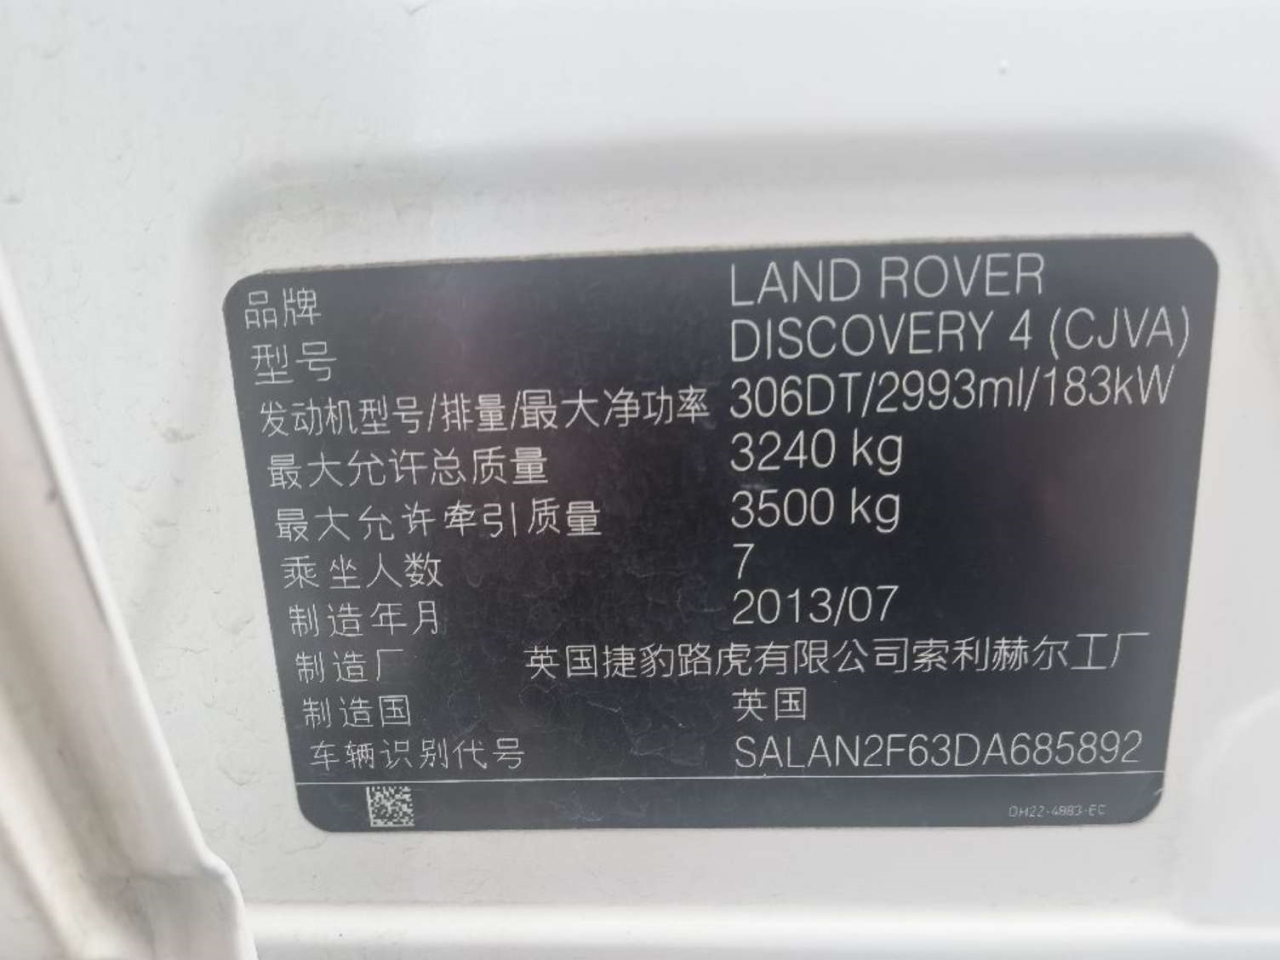 品牌 LAND ROVER
型号 DISCOVERY 4 (CJVA)
发动机型号/排量/最大净功率 306DT/2993ml/183kW
最大允许总质量 3240 kg
最大允许牵引质量 3500 kg
乘坐人数 7
制造年月 2013/07
制造厂 英国捷豹路虎有限公司索利赫尔工厂
制造国 英国
车辆识别代号 SALAN2F63DA685892